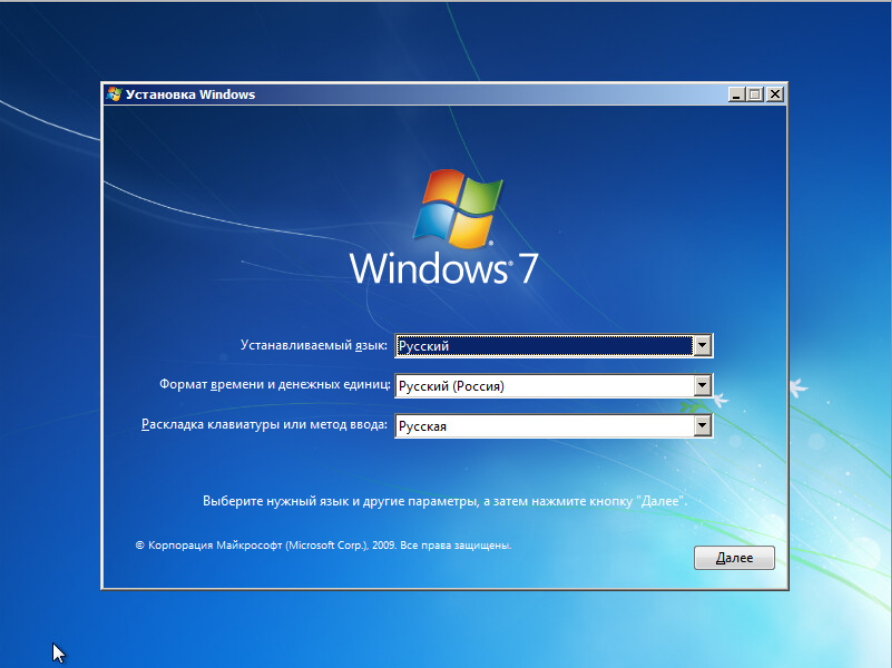 Установка Windows
Windows® 7
Устанавливаемый язык: Русский
Формат времени и денежных единиц: Русский (Россия)
Раскладка клавиатуры или метод ввода: Русская
Выберите нужный язык и другие параметры, а затем нажмите кнопку "Далее".
© Корпорация Майкрософт (Microsoft Corp.), 2009. Все права защищены.
Далее